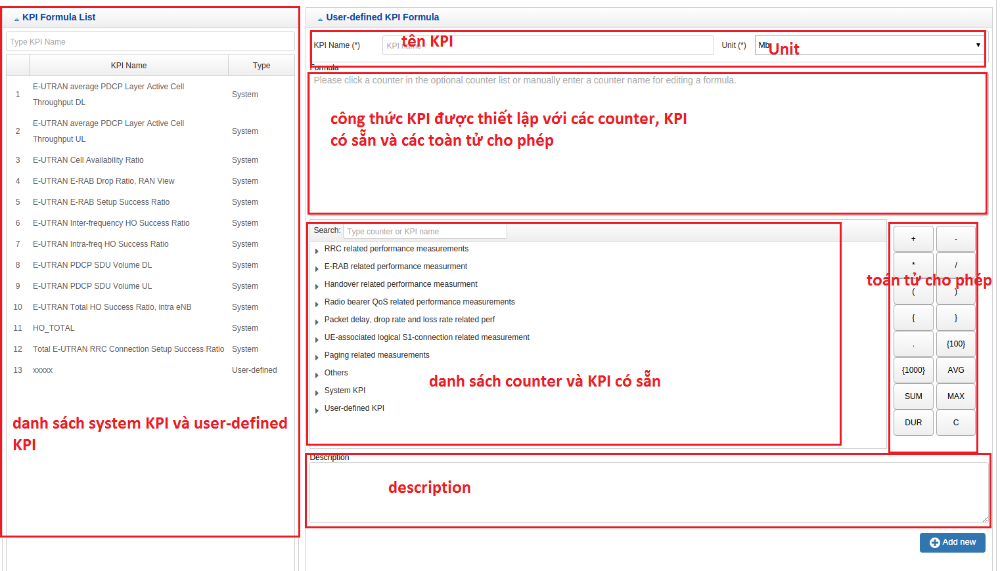 KPI Formula List
Type KPI Name
KPI Name Type
1 E-UTRAN average PDCP Layer Active Cell Throughput DL System
2 E-UTRAN average PDCP Layer Active Cell Throughput UL System
3 E-UTRAN Cell Availability Ratio System
4 E-UTRAN E-RAB Drop Ratio, RAN View System
5 E-UTRAN E-RAB Setup Success Ratio System
6 E-UTRAN Inter-frequency HO Success Ratio System
7 E-UTRAN Intra-freq HO Success Ratio System
8 E-UTRAN PDCP SDU Volume DL System
9 E-UTRAN PDCP SDU Volume UL System
10 E-UTRAN Total HO Success Ratio, intra eNB System
11 HO_TOTAL System
12 Total E-UTRAN RRC Connection Setup Success Ratio System
13 xxxxx User-defined
danh sách system KPI và user-defined
KPI
User-defined KPI Formula
KPI Name (*) KPI name Unit (*) Mb
tên KPI
Unit
Formula
Please click a counter in the optional counter list or manually enter a counter name for editing a formula.
công thức KPI được thiết lập với các counter, KPI
có sẵn và các toàn tử cho phép
Search: Type counter or KPI name
RRC related performance measurements
E-RAB related performance measurment
Handover related performance measurment
Radio bearer QoS related performance measurements
Packet delay, drop rate and loss rate related perf
UE-associated logical S1-connection related measurement
Paging related measurements
Others
System KPI
User-defined KPI
danh sách counter và KPI có sẵn
+ -
* /
toán tử cho phép
( )
{ }
. {100}
{1000} AVG
SUM MAX
DUR C
Description
description
Add new